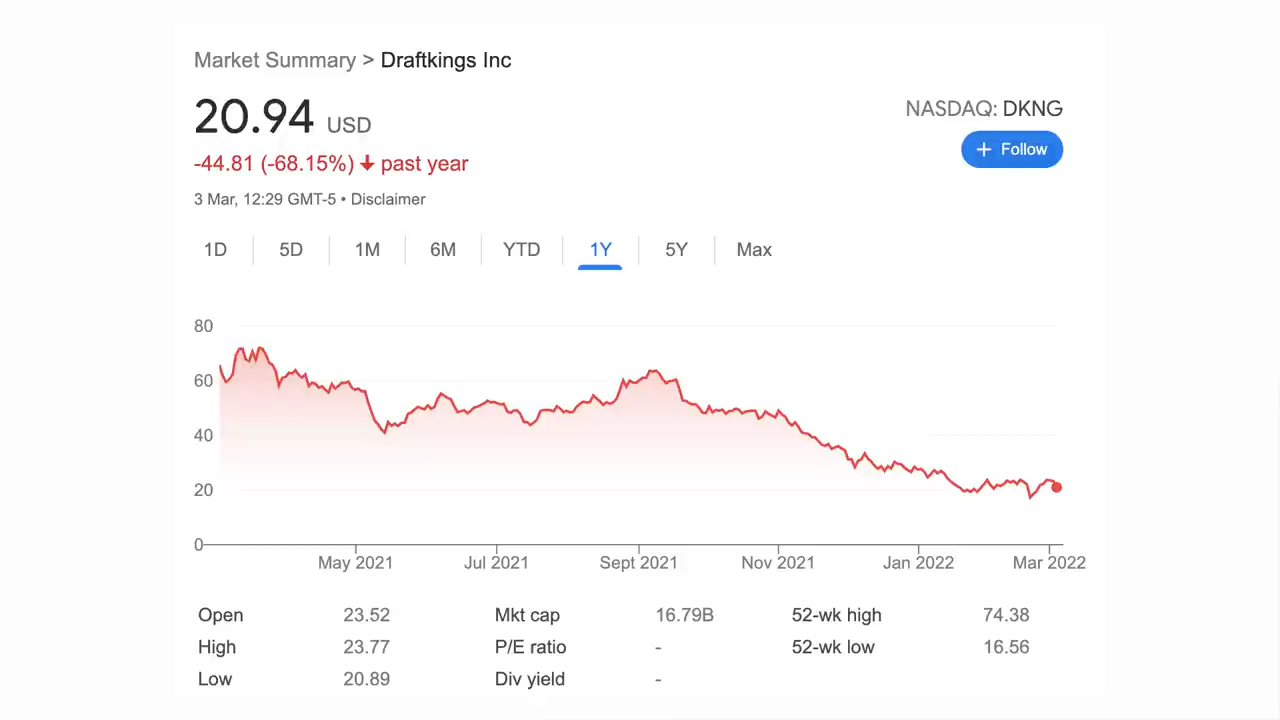 Market Summary > Draftkings Inc
20.94 USD
NASDAQ: DKNG
+ Follow
-44.81 (-68.15%) ↓ past year
3 Mar, 12:29 GMT-5 • Disclaimer
1D 5D 1M 6M YTD 1Y 5Y Max
80
60
40
20
0
May 2021 Jul 2021 Sept 2021 Nov 2021 Jan 2022 Mar 2022
Open 23.52 Mkt cap 16.79B 52-wk high 74.38
High 23.77 P/E ratio - 52-wk low 16.56
Low 20.89 Div yield -